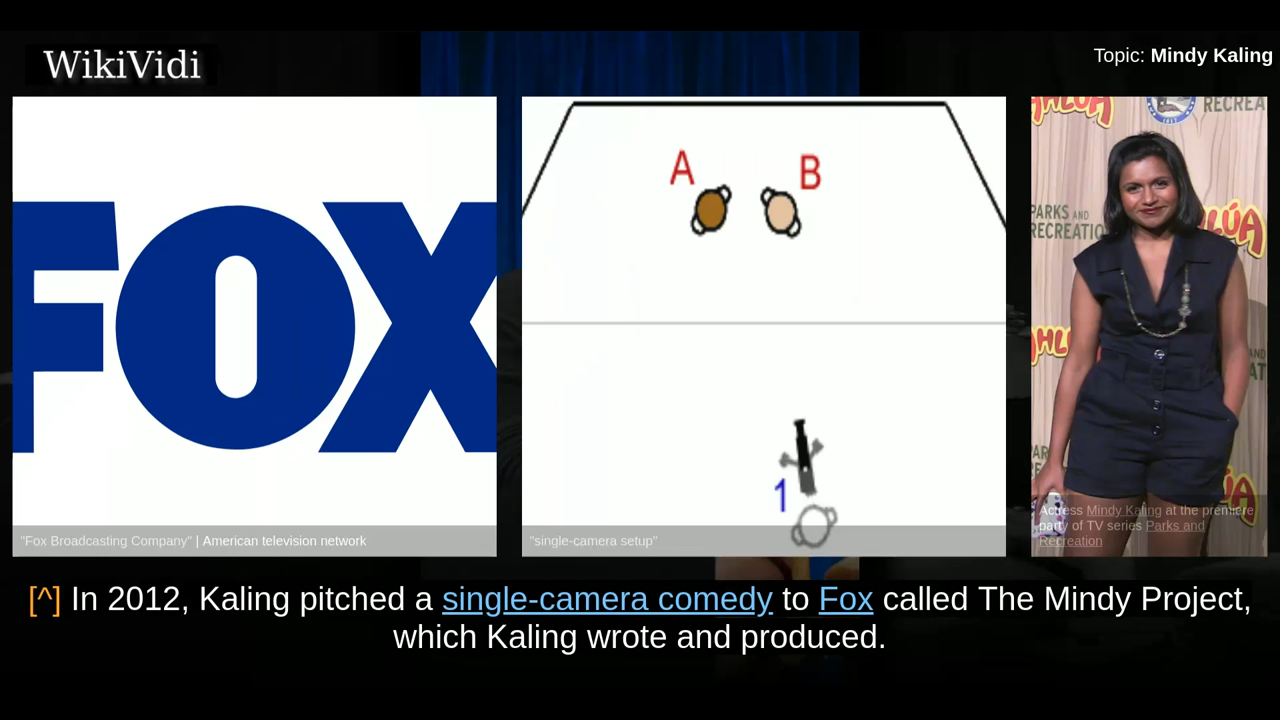 WikiVidi
Topic: Mindy Kaling
FOX
A
B
1
"Fox Broadcasting Company" | American television network
"single-camera setup"
RECREA
PARKS AND
RECREATIO
Actress Mindy Kaling at the premiere
party of TV series Parks and
Recreation
[^] In 2012, Kaling pitched a single-camera comedy to Fox called The Mindy Project,
which Kaling wrote and produced.